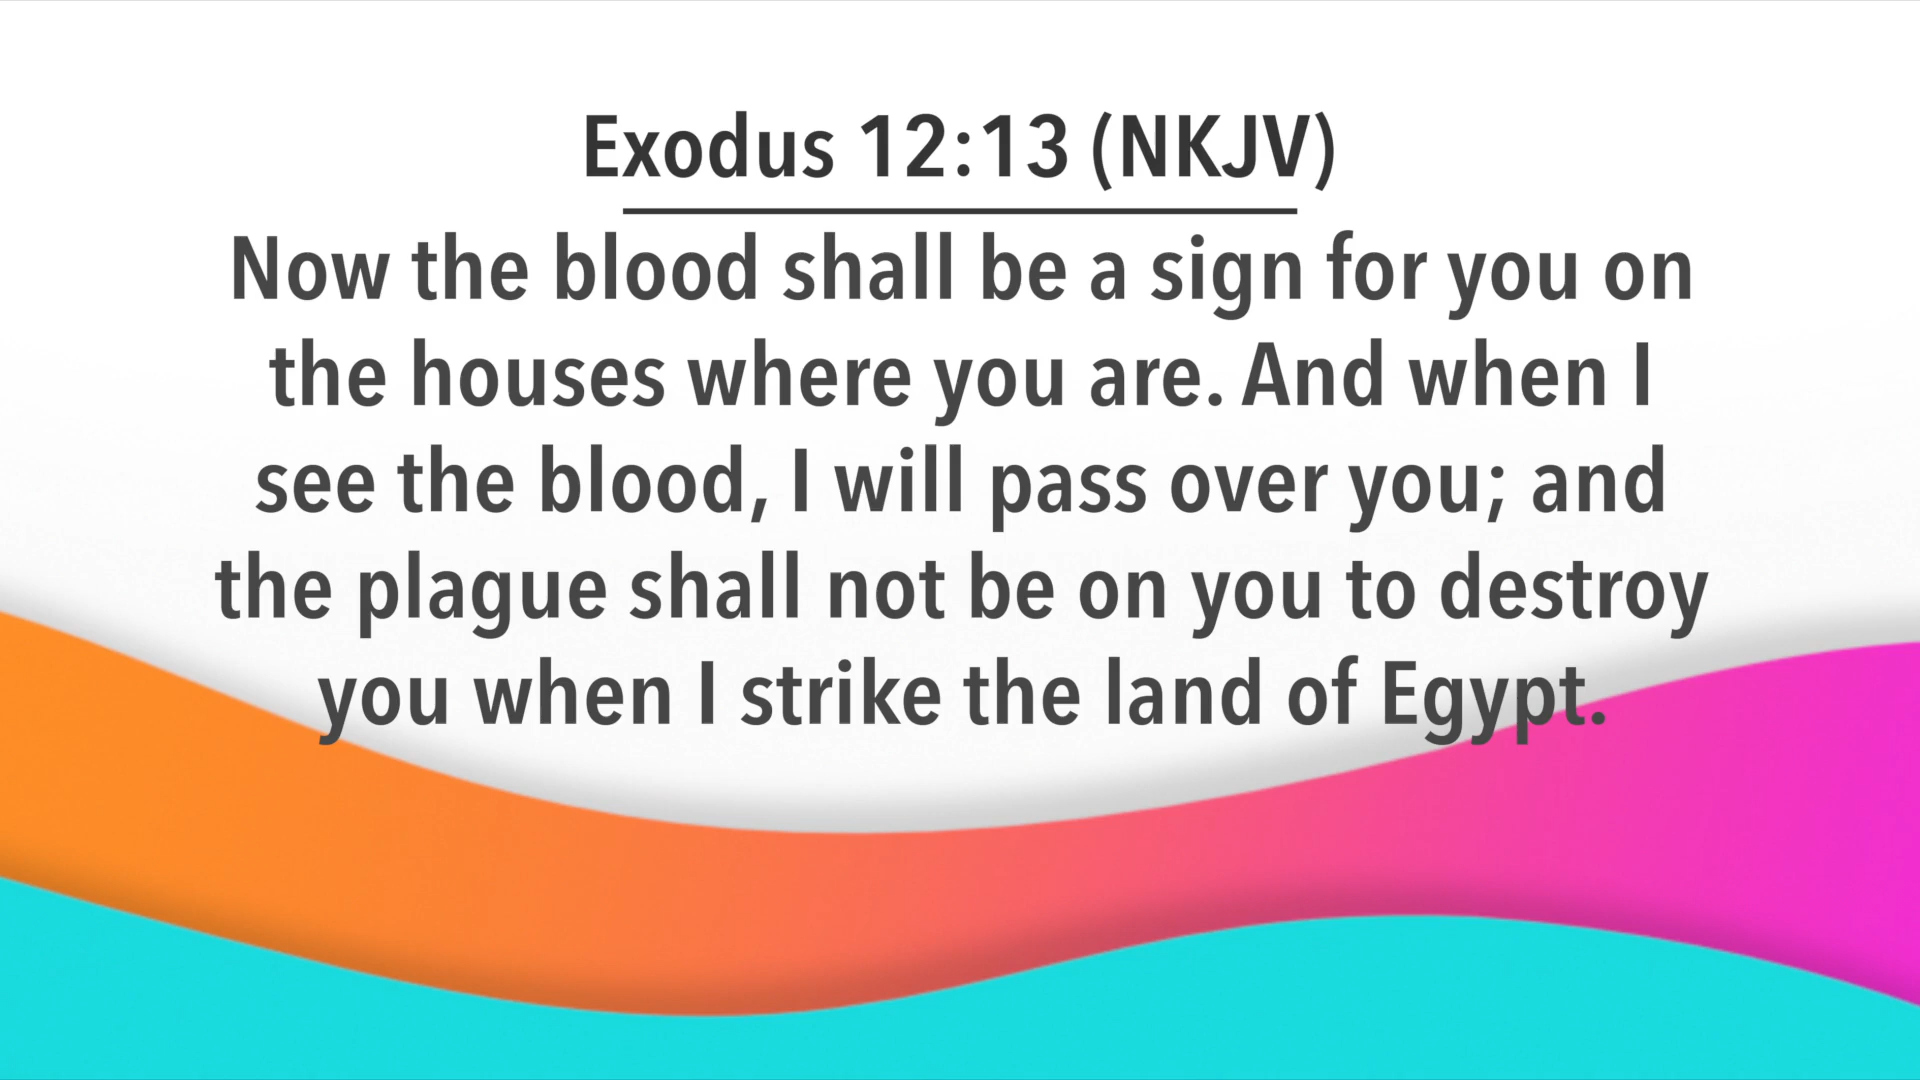 Exodus 12:13 (NKJV)
Now the blood shall be a sign for you on
the houses where you are. And when I
see the blood, I will pass over you; and
the plague shall not be on you to destroy
you when I strike the land of Egypt.